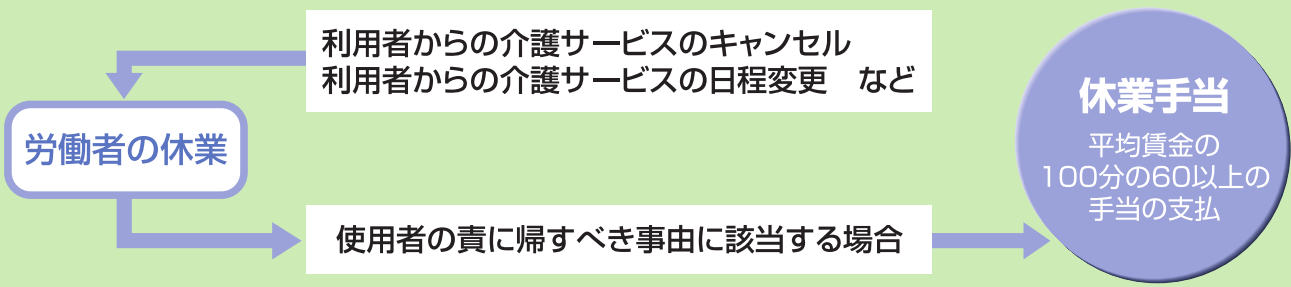 利用者からの介護サービスのキャンセル
利用者からの介護サービスの日程変更　など
労働者の休業
使用者の責に帰すべき事由に該当する場合
休業手当
平均賃金の
100分の60以上の
手当の支払